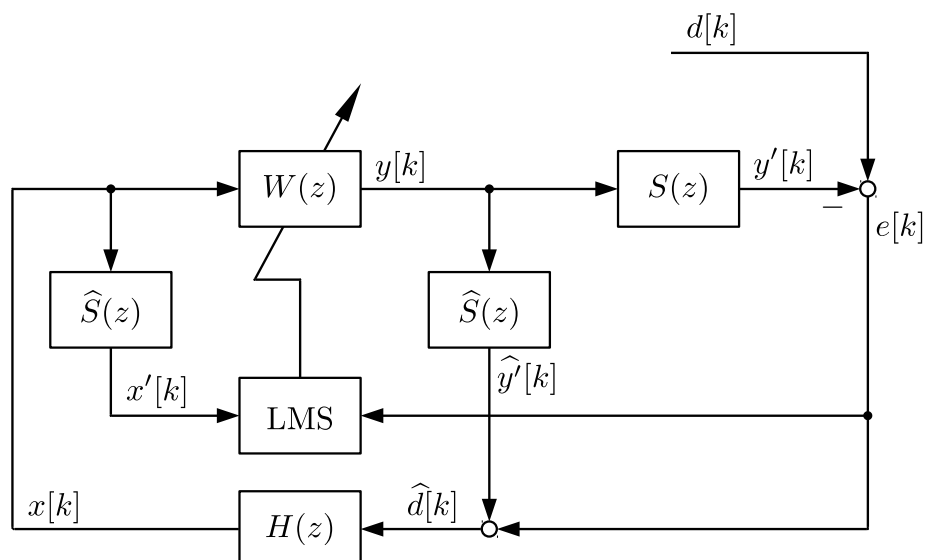 d[k]
W(z) y[k] S(z) y′[k]
− e[k]
Ŝ(z) Ŝ(z)
x′[k] ŷ′[k]
LMS
x[k] H(z) d̂[k]